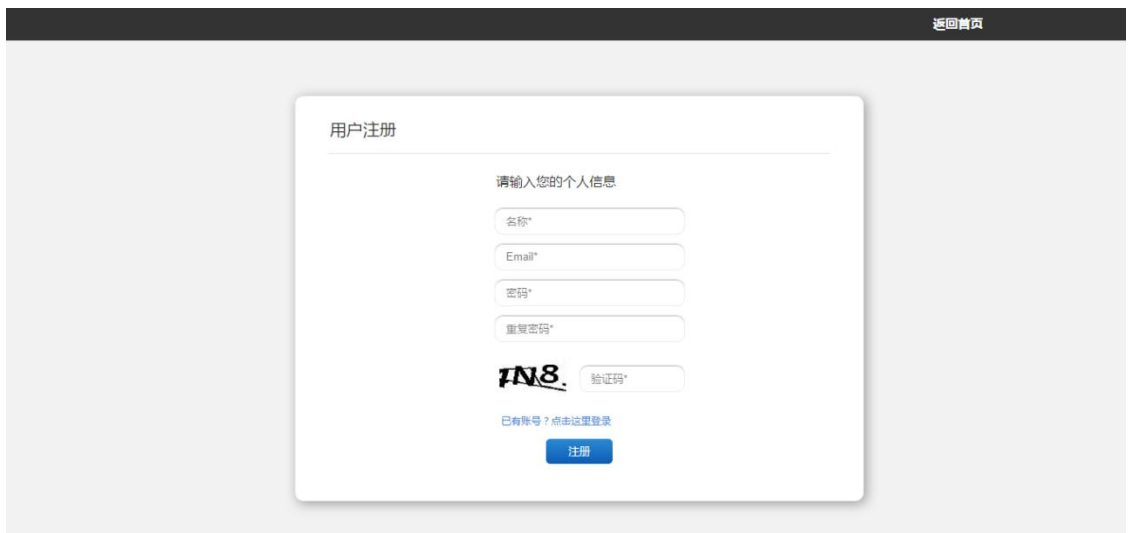 返回首页
用户注册
请输入您的个人信息
名称*
Email*
密码*
重复密码*
验证码*
已有账号？点击这里登录
注册